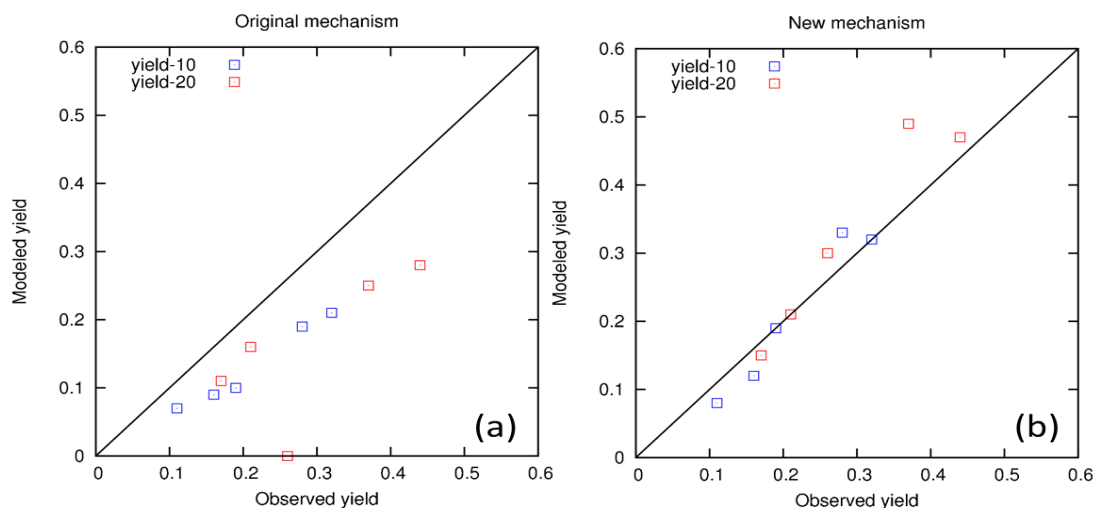 Original mechanism
0.6
yield-10
yield-20
0.5
0.4
Modeled yield
0.3
0.2
0.1
(a)
0
0 0.1 0.2 0.3 0.4 0.5 0.6
Observed yield
New mechanism
0.6
yield-10
yield-20
0.5
0.4
Modeled yield
0.3
0.2
0.1
(b)
0
0 0.1 0.2 0.3 0.4 0.5 0.6
Observed yield